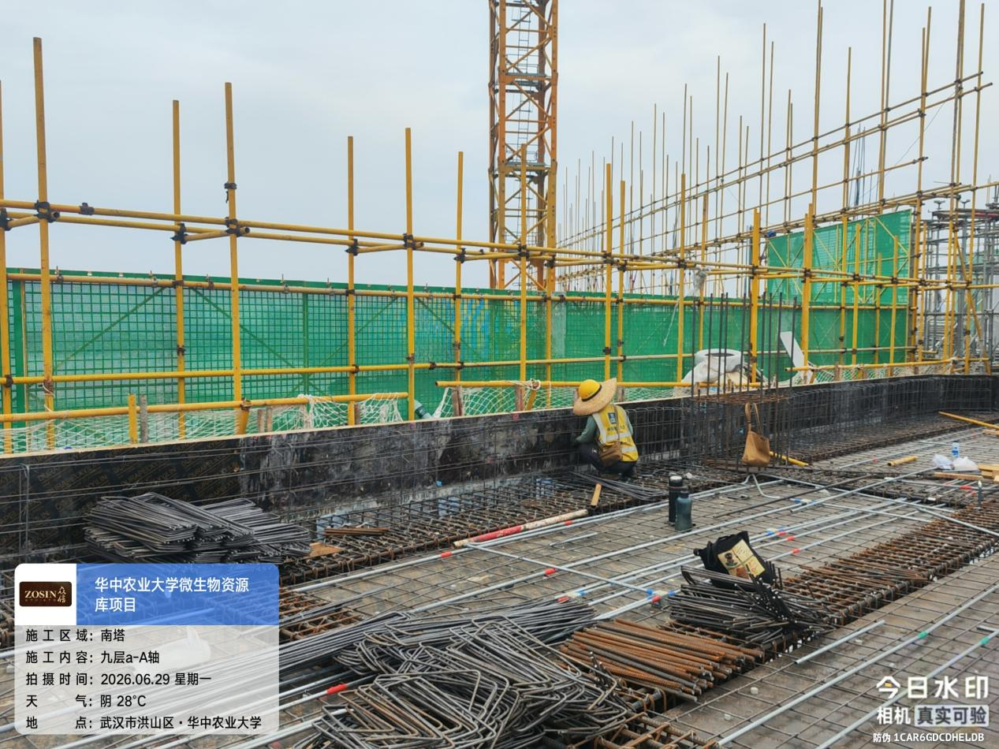 ZOSIN 众信
华中农业大学微生物资源
库项目
施工区域：南塔
施工内容：九层a-A轴
拍摄时间：2026.06.29 星期一
天气：阴 28°C
地点：武汉市洪山区·华中农业大学
今日水印
相机 真实可验
防伪 1CAR6GDCDHELDB